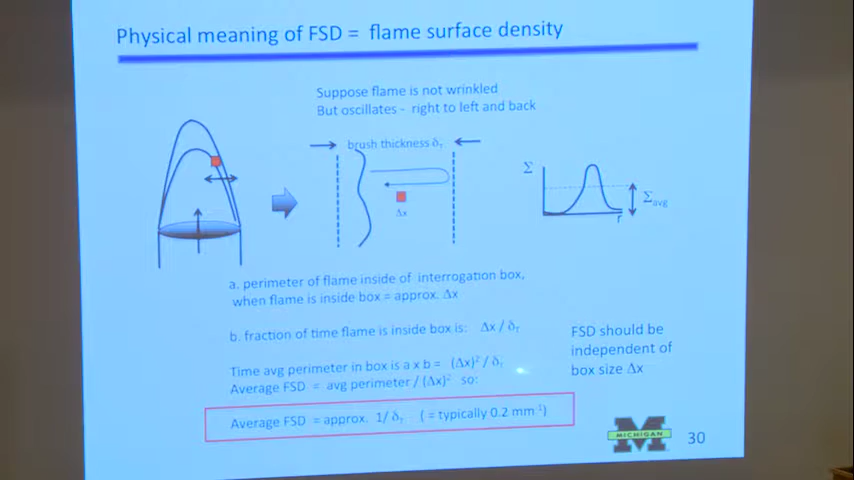 Physical meaning of FSD = flame surface density
Suppose flame is not wrinkled
But oscillates - right to left and back
brush thickness δT
Δx
Σ
Σavg
r
a. perimeter of flame inside of interrogation box,
when flame is inside box = approx. Δx
b. fraction of time flame is inside box is: Δx / δT
Time avg perimeter in box is a x b = (Δx)² / δT
Average FSD = avg perimeter / (Δx)² so:
Average FSD = approx. 1/ δT ( = typically 0.2 mm⁻¹)
FSD should be
independent of
box size Δx
M
MICHIGAN
30